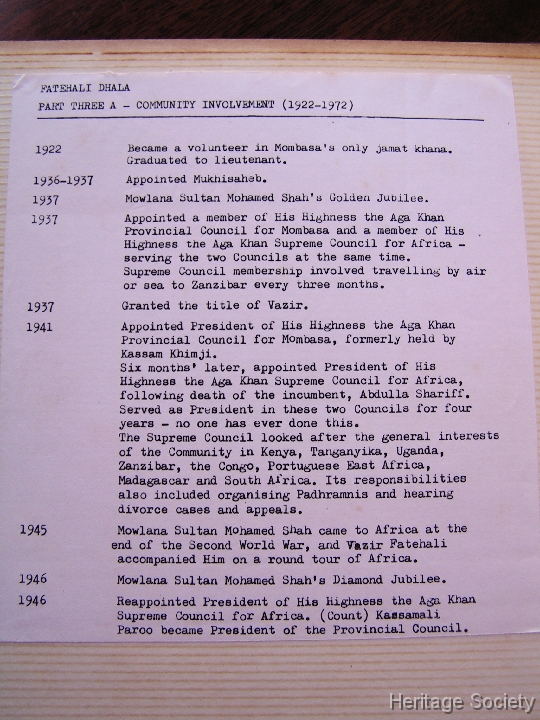 FATEHALI DHALA
PART THREE A - COMMUNITY INVOLVEMENT (1922-1972)
1922 Became a volunteer in Mombasa's only jamat khana.
Graduated to lieutenant.
1936-1937 Appointed Mukhisaheb.
1937 Mowlana Sultan Mohamed Shah's Golden Jubilee.
1937 Appointed a member of His Highness the Aga Khan
Provincial Council for Mombasa and a member of His
Highness the Aga Khan Supreme Council for Africa -
serving the two Councils at the same time.
Supreme Council membership involved travelling by air
or sea to Zanzibar every three months.
1937 Granted the title of Vazir.
1941 Appointed President of His Highness the Aga Khan
Provincial Council for Mombasa, formerly held by
Kassam Khimji.
Six months' later, appointed President of His
Highness the Aga Khan Supreme Council for Africa,
following death of the incumbent, Abdulla Shariff.
Served as President in these two Councils for four
years - no one has ever done this.
The Supreme Council looked after the general interests
of the Community in Kenya, Tanganyika, Uganda,
Zanzibar, the Congo, Portuguese East Africa,
Madagascar and South Africa. Its responsibilities
also included organising Padhramnis and hearing
divorce cases and appeals.
1945 Mowlana Sultan Mohamed Shah came to Africa at the
end of the Second World War, and Vazir Fatehali
accompanied Him on a round tour of Africa.
1946 Mowlana Sultan Mohamed Shah's Diamond Jubilee.
1946 Reappointed President of His Highness the Aga Khan
Supreme Council for Africa. (Count) Kassamali
Paroo became President of the Provincial Council.
Heritage Society